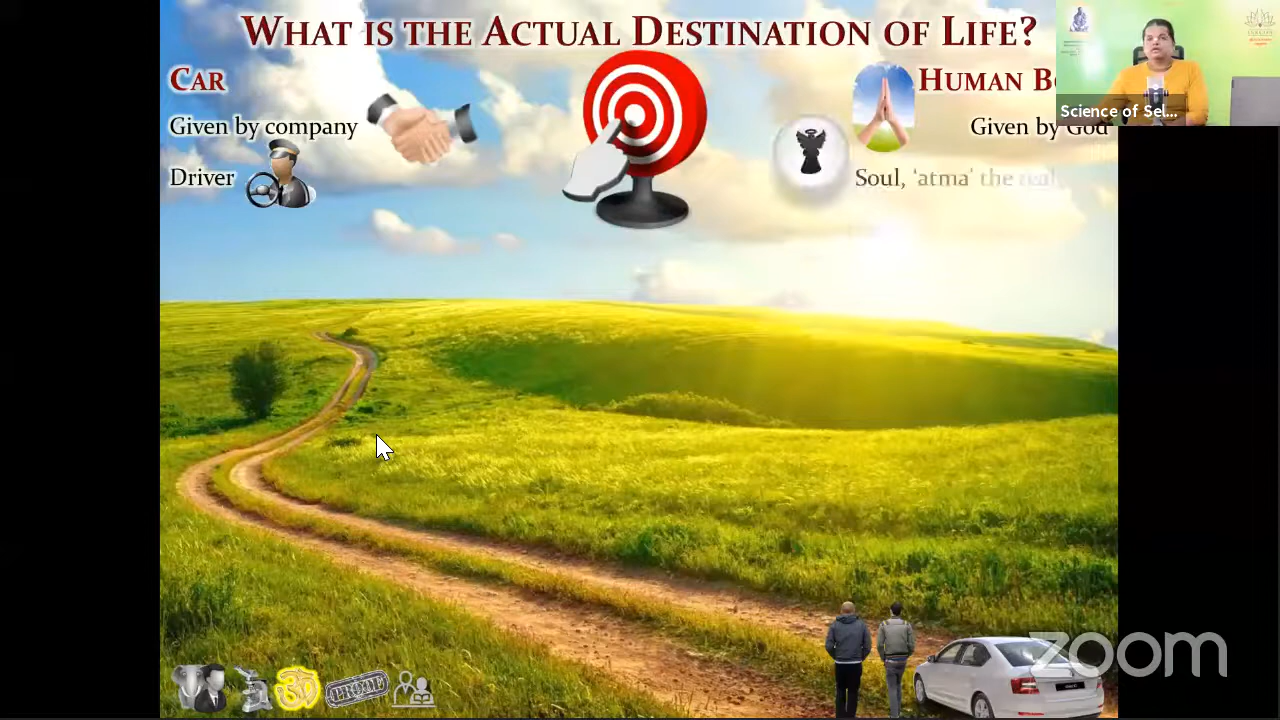 WHAT IS THE ACTUAL DESTINATION OF LIFE?
CAR
HUMAN
Given by company
Given by God
Driver
Soul, 'atma' the real
Science of Sel...
PROOF
zoom